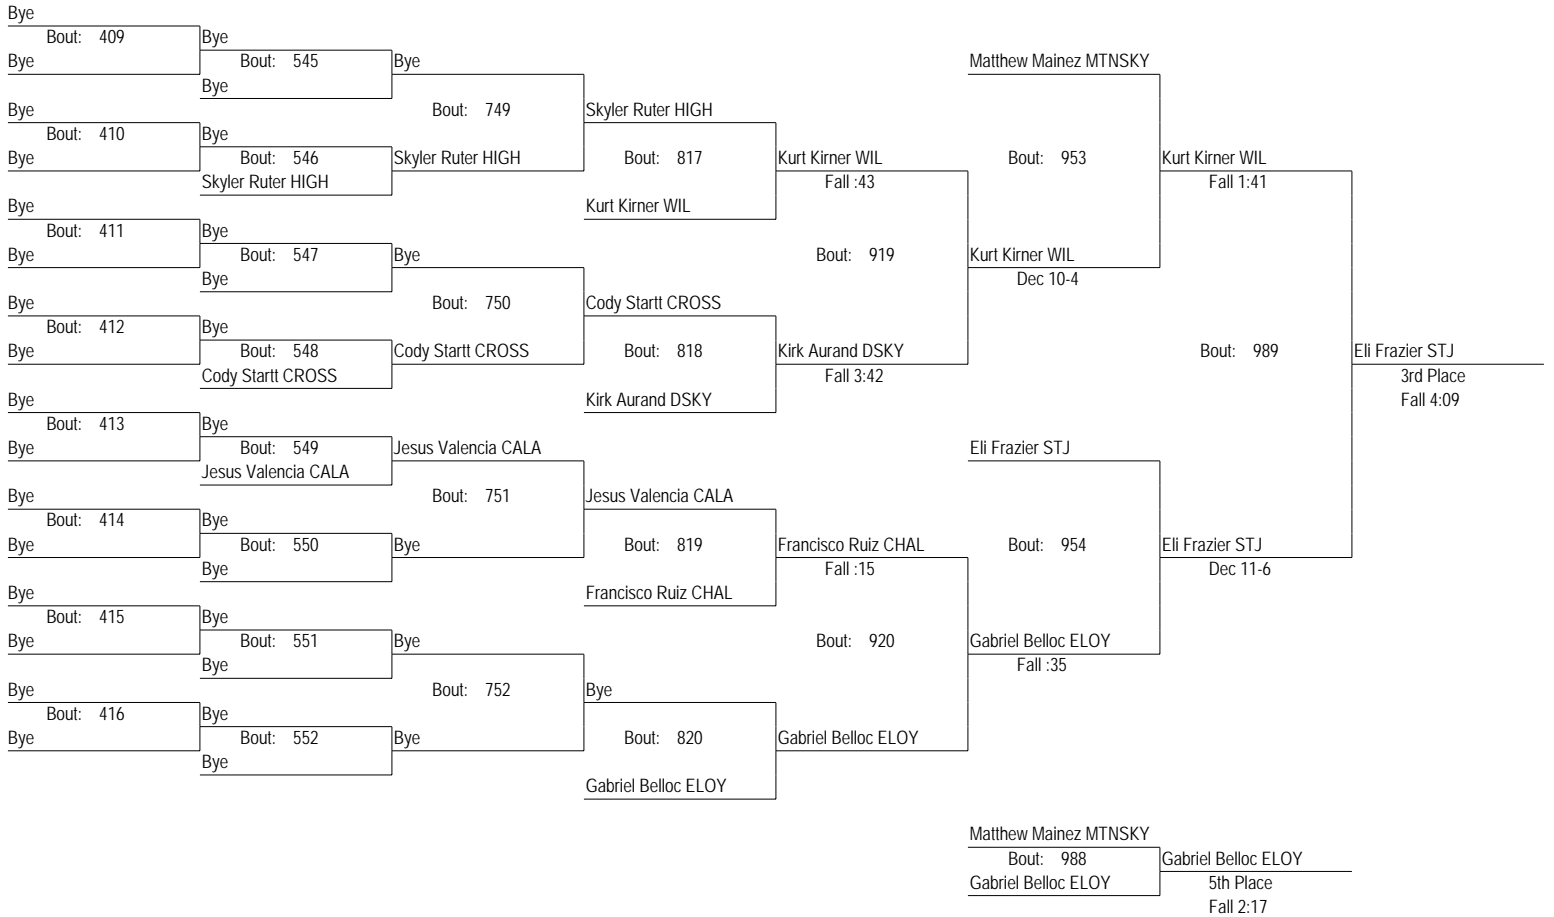 Bye
Bout: 409
Bye
Bye
Bout: 545
Bye
Bye
Bout: 410
Bye
Bye
Bout: 546
Skyler Ruter HIGH
Bye
Bout: 749
Skyler Ruter HIGH
Bye
Bout: 411
Bye
Bye
Bout: 547
Bye
Bye
Bout: 412
Bye
Bye
Bout: 548
Cody Startt CROSS
Bye
Bout: 750
Cody Startt CROSS
Bye
Bout: 413
Bye
Bye
Bout: 549
Jesus Valencia CALA
Bye
Bout: 414
Bye
Bye
Bout: 550
Bye
Jesus Valencia CALA
Bout: 751
Bye
Bye
Bout: 415
Bye
Bye
Bout: 551
Bye
Bye
Bout: 416
Bye
Bye
Bout: 552
Bye
Bye
Bout: 752
Bye
Skyler Ruter HIGH
Bout: 817
Kurt Kirner WIL
Cody Startt CROSS
Bout: 818
Kirk Aurand DSKY
Jesus Valencia CALA
Bout: 819
Francisco Ruiz CHAL
Bye
Bout: 820
Gabriel Belloc ELOY
Kurt Kirner WIL
Fall :43
Bout: 919
Kirk Aurand DSKY
Fall 3:42
Francisco Ruiz CHAL
Fall :15
Bout: 920
Gabriel Belloc ELOY
Matthew Mainez MTNSKY
Bout: 953
Kurt Kirner WIL
Dec 10-4
Eli Frazier STJ
Bout: 954
Gabriel Belloc ELOY
Fall :35
Kurt Kirner WIL
Fall 1:41
Bout: 989
Eli Frazier STJ
Dec 11-6
Eli Frazier STJ
3rd Place
Fall 4:09
Matthew Mainez MTNSKY
Bout: 988
Gabriel Belloc ELOY
Gabriel Belloc ELOY
5th Place
Fall 2:17